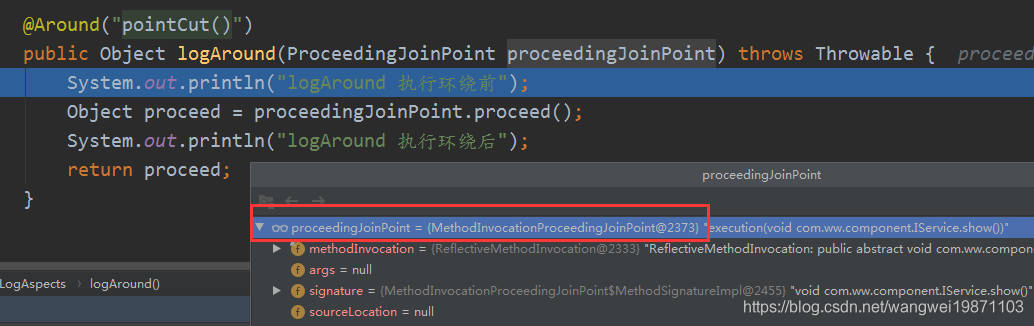 @Around("pointCut()")
public Object logAround(ProceedingJoinPoint proceedingJoinPoint) throws Throwable {  proceed
System.out.println("logAround 执行环绕前");
Object proceed = proceedingJoinPoint.proceed();
System.out.println("logAround 执行环绕后");
return proceed;
}
proceedingJoinPoint
proceedingJoinPoint = {MethodInvocationProceedingJoinPoint@2373} "execution(void com.ww.component.IService.show())"
methodInvocation = {ReflectiveMethodInvocation@2333} "ReflectiveMethodInvocation: public abstract void com.ww.compon
args = null
LogAspects > logAround()
signature = {MethodInvocationProceedingJoinPoint$MethodSignatureImpl@2455} "void com.ww.component.IService.show()"
sourceLocation = null
https://blog.csdn.net/wangwei19871103